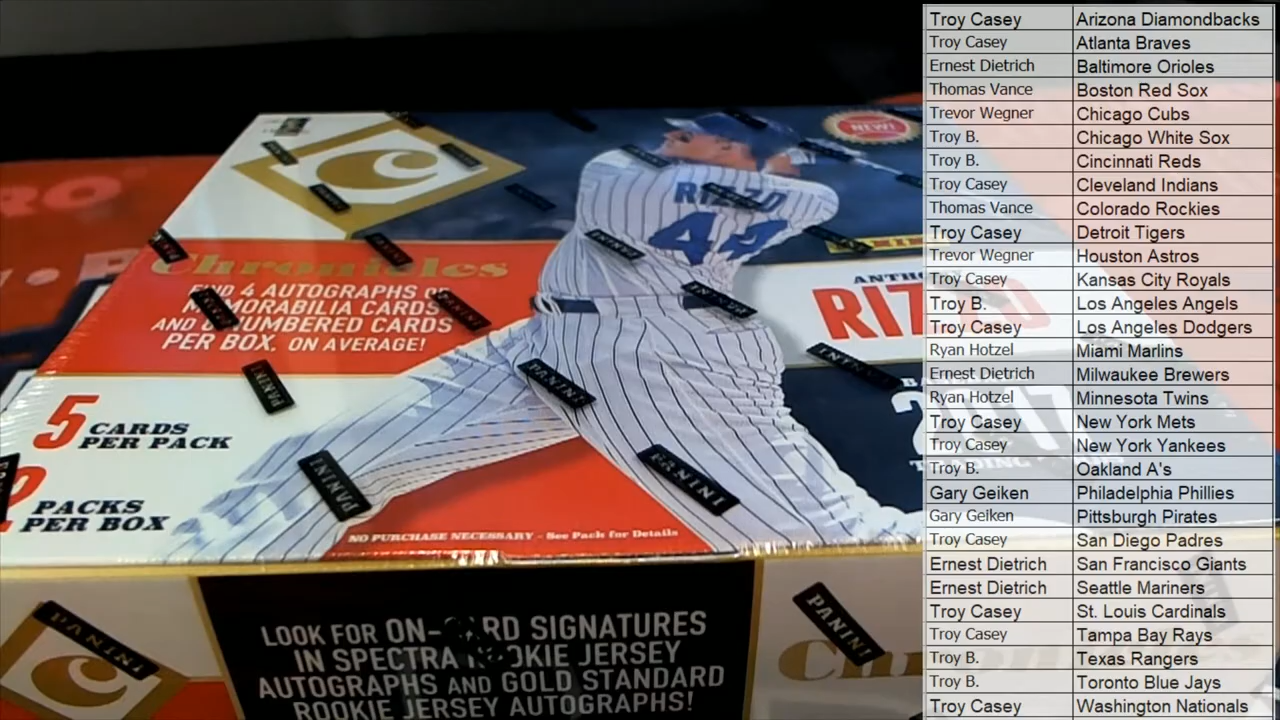 NEW!
C
RIZZO
44
Chronicles
FIND 4 AUTOGRAPHS OR
MEMORABILIA CARDS
AND 6 NUMBERED CARDS
PER BOX, ON AVERAGE!
ANTHONY
RIZZO
5 CARDS
PER PACK
PACKS
PER BOX
2017
NO PURCHASE NECESSARY - See Pack for Details
PANINI
PANINI
PANINI
PANINI
PANINI
PANINI
LOOK FOR ON-CARD SIGNATURES
IN SPECTRA ROOKIE JERSEY
AUTOGRAPHS AND GOLD STANDARD
ROOKIE JERSEY AUTOGRAPHS!
Troy Casey Arizona Diamondbacks
Troy Casey Atlanta Braves
Ernest Dietrich Baltimore Orioles
Thomas Vance Boston Red Sox
Trevor Wegner Chicago Cubs
Troy B. Chicago White Sox
Troy B. Cincinnati Reds
Troy Casey Cleveland Indians
Thomas Vance Colorado Rockies
Troy Casey Detroit Tigers
Trevor Wegner Houston Astros
Troy Casey Kansas City Royals
Troy B. Los Angeles Angels
Troy Casey Los Angeles Dodgers
Ryan Hotzel Miami Marlins
Ernest Dietrich Milwaukee Brewers
Ryan Hotzel Minnesota Twins
Troy Casey New York Mets
Troy Casey New York Yankees
Troy B. Oakland A's
Gary Geiken Philadelphia Phillies
Gary Geiken Pittsburgh Pirates
Troy Casey San Diego Padres
Ernest Dietrich San Francisco Giants
Ernest Dietrich Seattle Mariners
Troy Casey St. Louis Cardinals
Troy Casey Tampa Bay Rays
Troy B. Texas Rangers
Troy B. Toronto Blue Jays
Troy Casey Washington Nationals